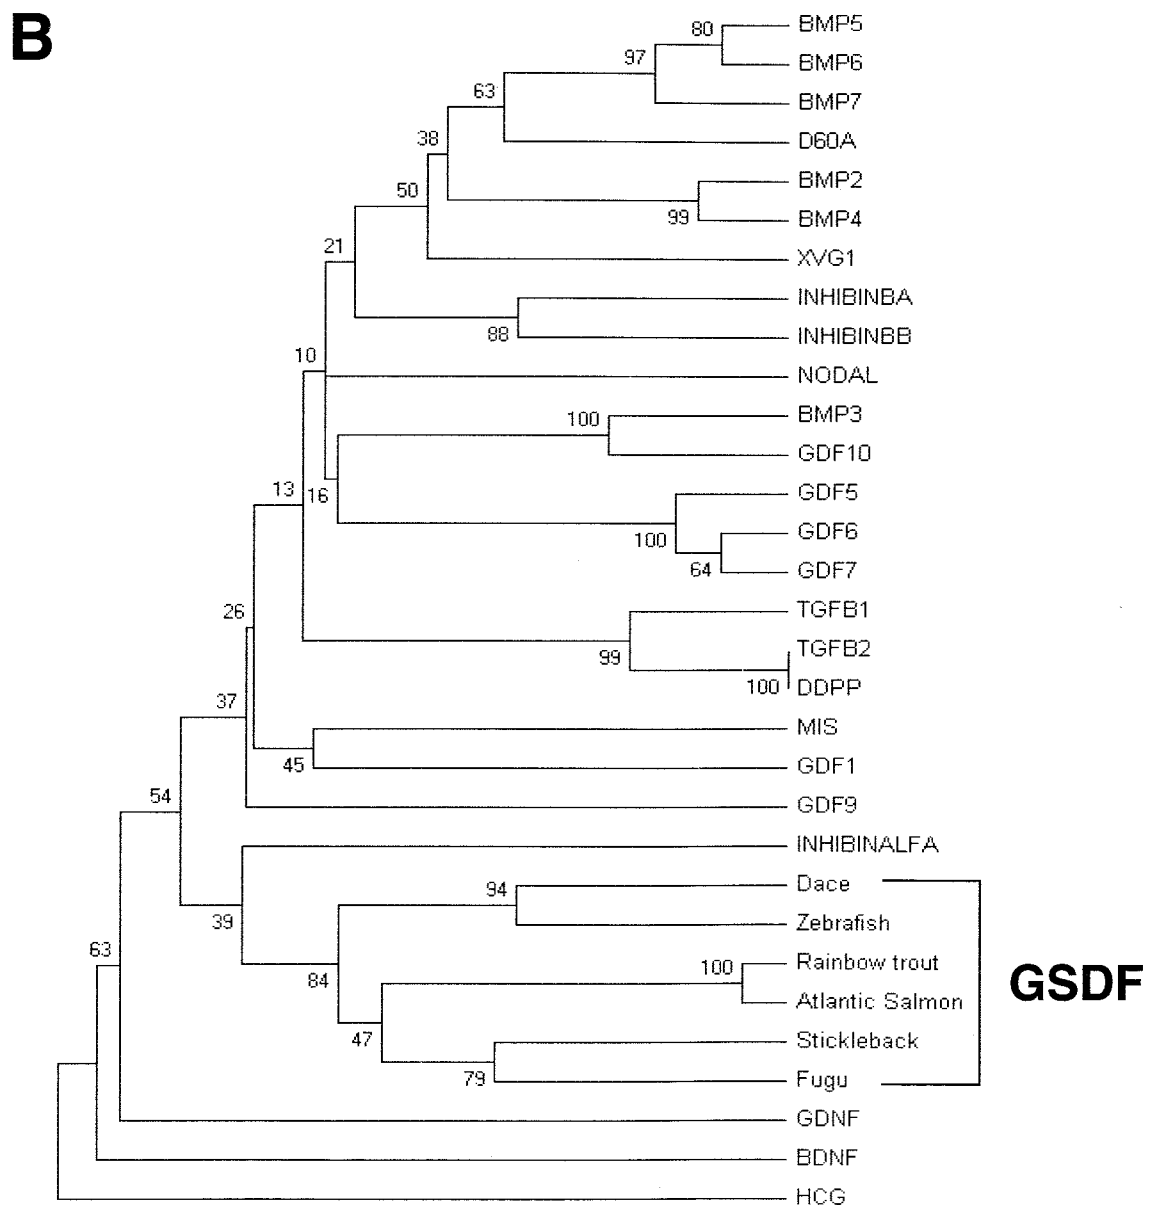 B
80
BMP5
BMP6
97
BMP7
63
D60A
38
BMP2
50
99
BMP4
XVG1
21
INHIBINBA
88
INHIBINBB
10
NODAL
100
BMP3
GDF10
13
16
GDF5
100
GDF6
64
GDF7
26
TGFB1
99
TGFB2
100
DDPP
37
MIS
45
GDF1
54
GDF9
INHIBINALFA
94
Dace
39
Zebrafish
63
84
100
Rainbow trout
GSDF
Atlantic Salmon
47
Stickleback
79
Fugu
GDNF
BDNF
HCG